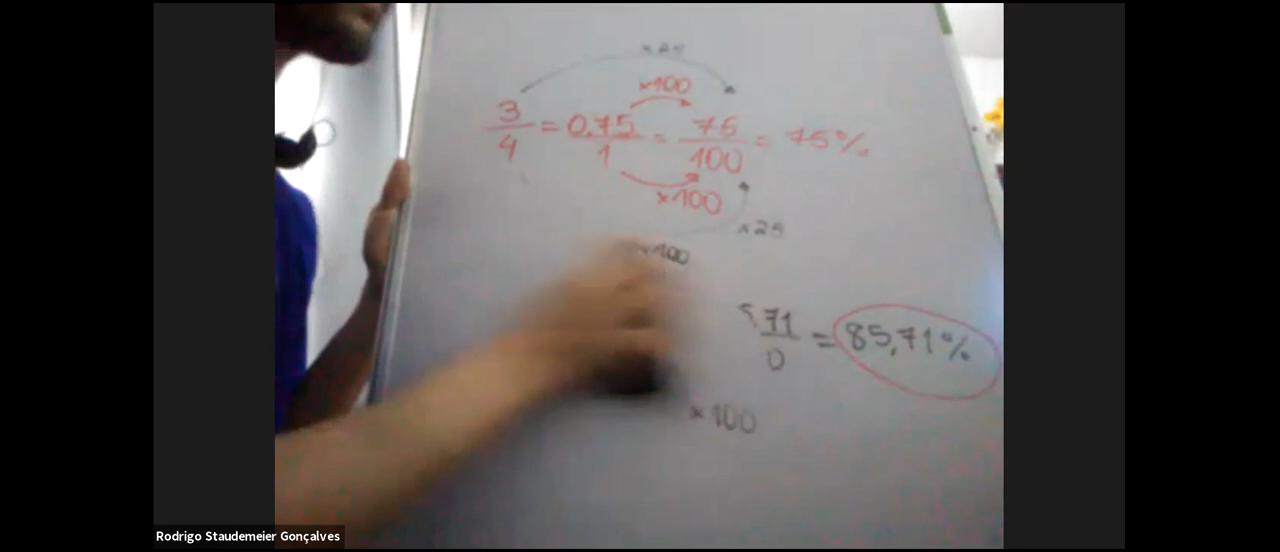 ×25
×100
3/4 = 0,75/1 = 75/100 = 75%
×100
×25
×100
71/0 = 85,71%
×100
Rodrigo Staudemeier Gonçalves